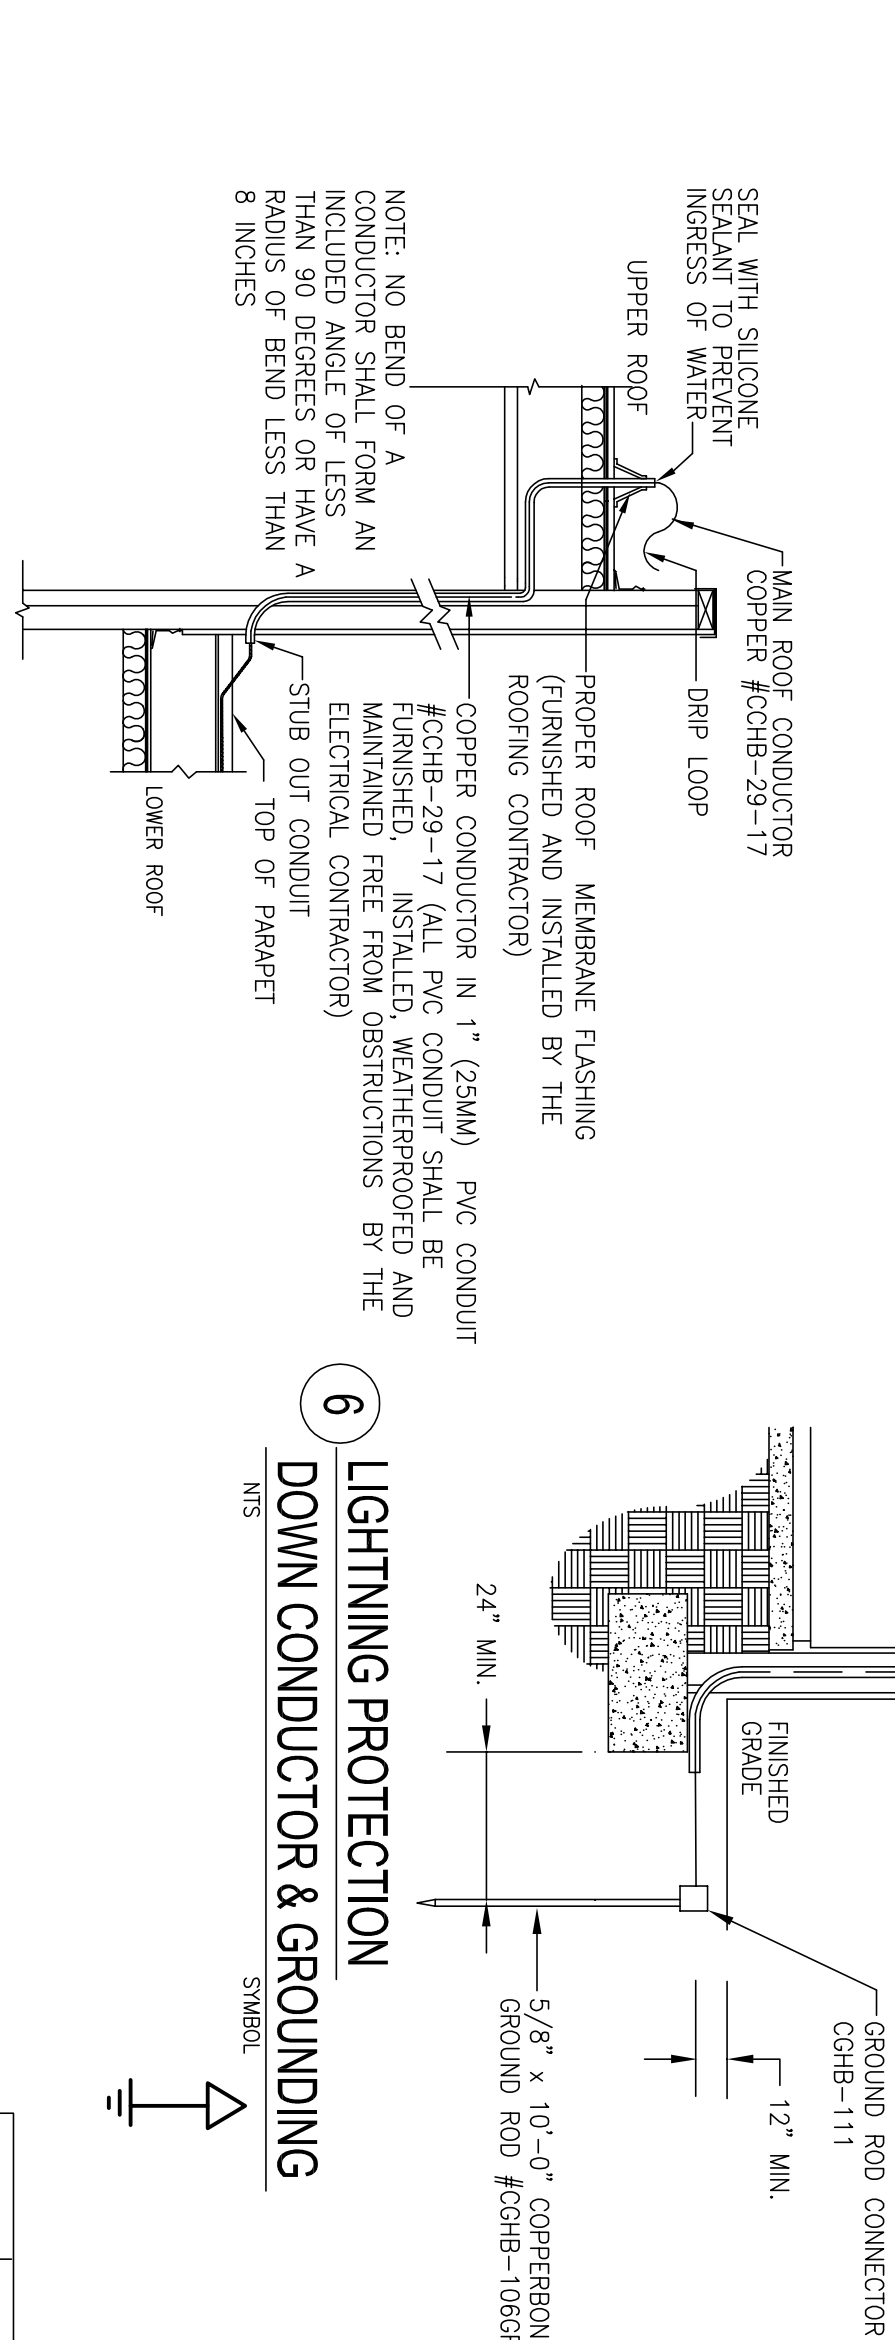 SEAL WITH SILICONE
SEALANT TO PREVENT
INGRESS OF WATER
UPPER ROOF
MAIN ROOF CONDUCTOR
COPPER #CCHB-29-17
DRIP LOOP
PROPER ROOF MEMBRANE FLASHING
(FURNISHED AND INSTALLED BY THE
ROOFING CONTRACTOR)
COPPER CONDUCTOR IN 1" (25MM) PVC CONDUIT
#CCHB-29-17 (ALL PVC CONDUIT SHALL BE
FURNISHED, INSTALLED, WEATHERPROOFED AND
MAINTAINED FREE FROM OBSTRUCTIONS BY THE
ELECTRICAL CONTRACTOR)
NOTE: NO BEND OF A
CONDUCTOR SHALL FORM AN
INCLUDED ANGLE OF LESS
THAN 90 DEGREES OR HAVE A
RADIUS OF BEND LESS THAN
8 INCHES
STUB OUT CONDUIT
TOP OF PARAPET
LOWER ROOF
GROUND ROD CONNECTOR
CGHB-111
FINISHED
GRADE
12" MIN.
24" MIN.
5/8" x 10'-0" COPPERBON
GROUND ROD #CGHB-106G
6
LIGHTNING PROTECTION
DOWN CONDUCTOR & GROUNDING
NTS
SYMBOL